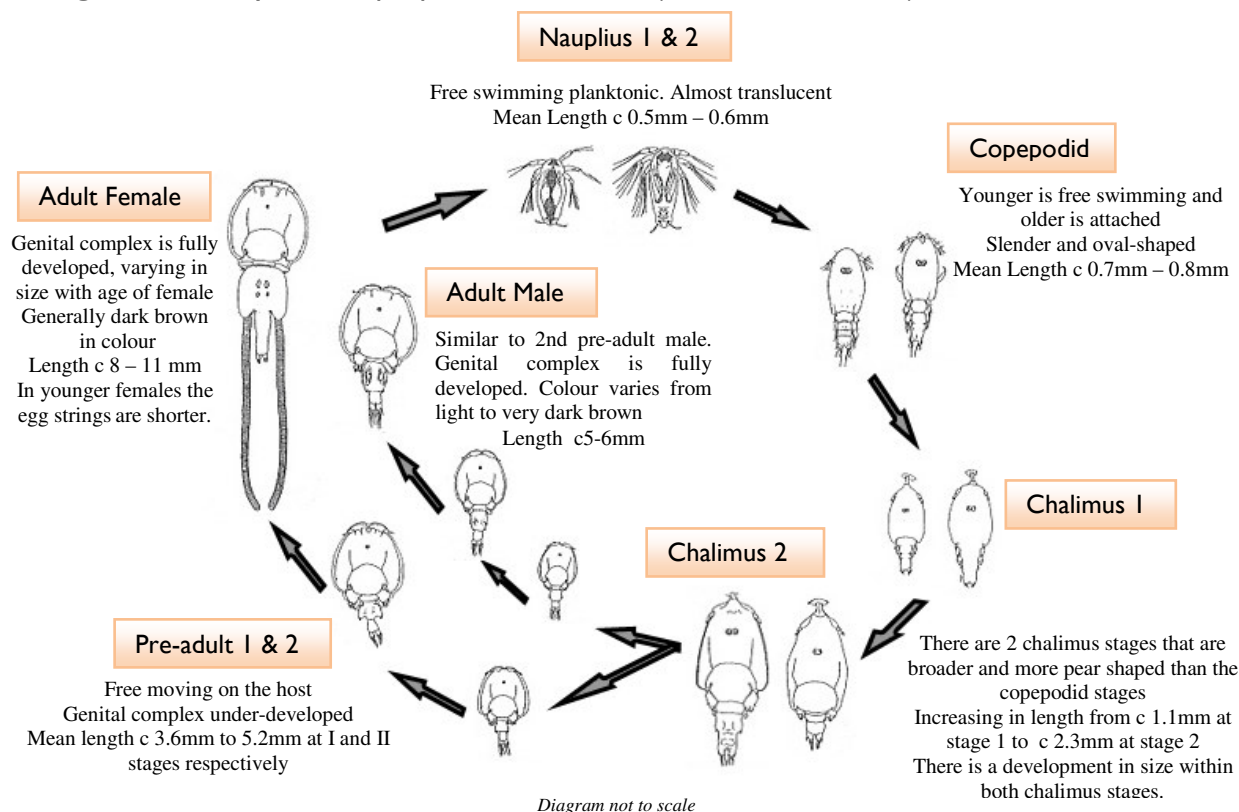 Nauplius 1 & 2
Free swimming planktonic. Almost translucent
Mean Length c 0.5mm – 0.6mm
Copepodid
Younger is free swimming and
older is attached
Slender and oval-shaped
Mean Length c 0.7mm – 0.8mm
Adult Female
Genital complex is fully
developed, varying in
size with age of female
Generally dark brown
in colour
Length c 8 – 11 mm
In younger females the
egg strings are shorter.
Adult Male
Similar to 2nd pre-adult male.
Genital complex is fully
developed. Colour varies from
light to very dark brown
Length c5-6mm
Chalimus 1
Chalimus 2
There are 2 chalimus stages that are
broader and more pear shaped than the
copepodid stages
Increasing in length from c 1.1mm at
stage 1 to c 2.3mm at stage 2
There is a development in size within
both chalimus stages.
Pre-adult 1 & 2
Free moving on the host
Genital complex under-developed
Mean length c 3.6mm to 5.2mm at I and II
stages respectively
Diagram not to scale